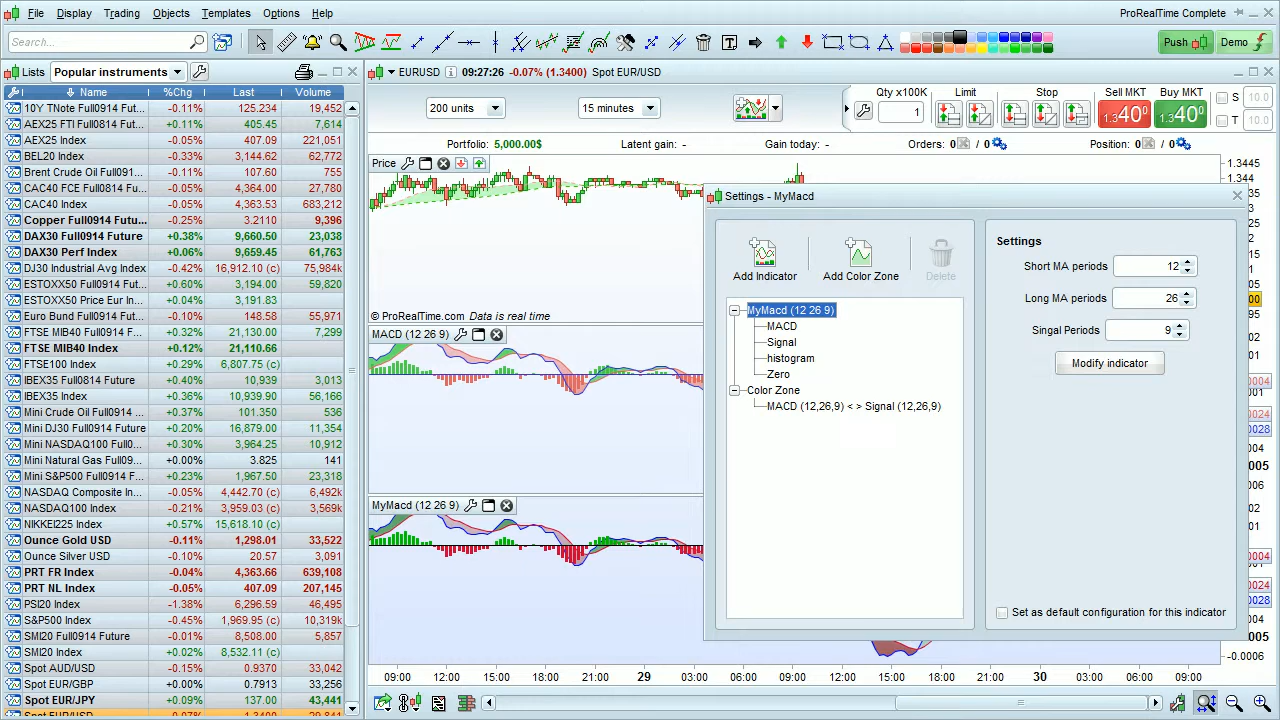 File Display Trading Objects Templates Options Help ProRealTime Complete
Search... Push Demo
Lists Popular instruments EURUSD 09:27:26 -0.07% (1.3400) Spot EUR/USD
Name %Chg Last Volume
10Y TNote Full0914 Fut... -0.11% 125.234 19,452
AEX25 FTI Full0814 Fut... +0.11% 405.45 7,614
AEX25 Index -0.05% 407.09 221,051
BEL20 Index -0.33% 3,144.62 62,772
Brent Crude Oil Full0914 -0.11% 107.60 755
CAC40 FCE Full0814 Fut... -0.05% 4,364.00 27,780
CAC40 Index -0.04% 4,363.53 683,212
Copper Full0914 Futu... -0.25% 3.2110 9,396
DAX30 Full0914 Future +0.38% 9,660.50 23,038
DAX30 Perf Index +0.06% 9,659.45 61,763
DJ30 Industrial Avg Index -0.42% 16,912.10 (c) 75,984k
ESTOXX50 Full0914 Fut... +0.60% 3,194.00 59,820
ESTOXX50 Price Eur In... +0.04% 3,191.83
Euro Bund Full0914 Fut... -0.10% 148.58 55,971
FTSE MIB40 Full0914 F... +0.32% 21,130.00 7,299
FTSE MIB40 Index +0.12% 21,110.66
FTSE100 Index +0.29% 6,807.75 (c)
IBEX35 Full0814 Future +0.40% 10,939 3,013
IBEX35 Index +0.36% 10,939.90 56,166
Mini Crude Oil Full0914 +0.37% 101.350 536
Mini DJ30 Full0914 Future +0.20% 16,879.00 11,354
Mini NASDAQ100 Full0... +0.30% 3,964.25 10,912
Mini Natural Gas Full09... +0.00% 3.825 141
Mini S&P500 Full0914 F... +0.23% 1,967.50 23,318
NASDAQ Composite In... -0.05% 4,442.70 (c) 6,492k
NASDAQ100 Index -0.03% 3,959.03 (c) 3,569k
NIKKEI225 Index +0.57% 15,618.10 (c)
Ounce Gold USD -0.11% 1,298.01 33,522
Ounce Silver USD -0.10% 20.57 3,091
PRT FR Index -0.04% 4,363.66 639,108
PRT NL Index -0.05% 407.09 207,145
PSI20 Index -1.38% 6,296.59 46,495
S&P500 Index -0.45% 1,969.95 (c) 10,319k
SMI20 Full0914 Future -0.01% 8,508.00 5,857
SMI20 Index +0.02% 8,532.11 (c)
Spot AUD/USD -0.15% 0.9370 33,042
Spot EUR/GBP +0.00% 0.7913 33,256
Spot EUR/JPY +0.09% 137.00 43,441
200 units 15 minutes
Qty x100K 1 Limit Stop Sell MKT 1.340⁰ Buy MKT 1.340⁰ S 10.0
T 10.0
Portfolio: 5,000.00$ Latent gain: - Gain today: - Orders: 0 / 0 Position: 0 / 0
Price
1.3445
1.344
© ProRealTime.com Data is real time
MACD (12 26 9)
MyMacd (12 26 9)
Settings - MyMacd
Add Indicator Add Color Zone Delete
MyMacd (12 26 9)
MACD
Signal
histogram
Zero
Color Zone
MACD (12,26,9) < > Signal (12,26,9)
Settings
Short MA periods 12
Long MA periods 26
Singal Periods 9
Modify indicator
Set as default configuration for this indicator
-0.0006
09:00 15:00 21:00 29 03:00 09:00 15:00 21:00 30 03:00 09:00